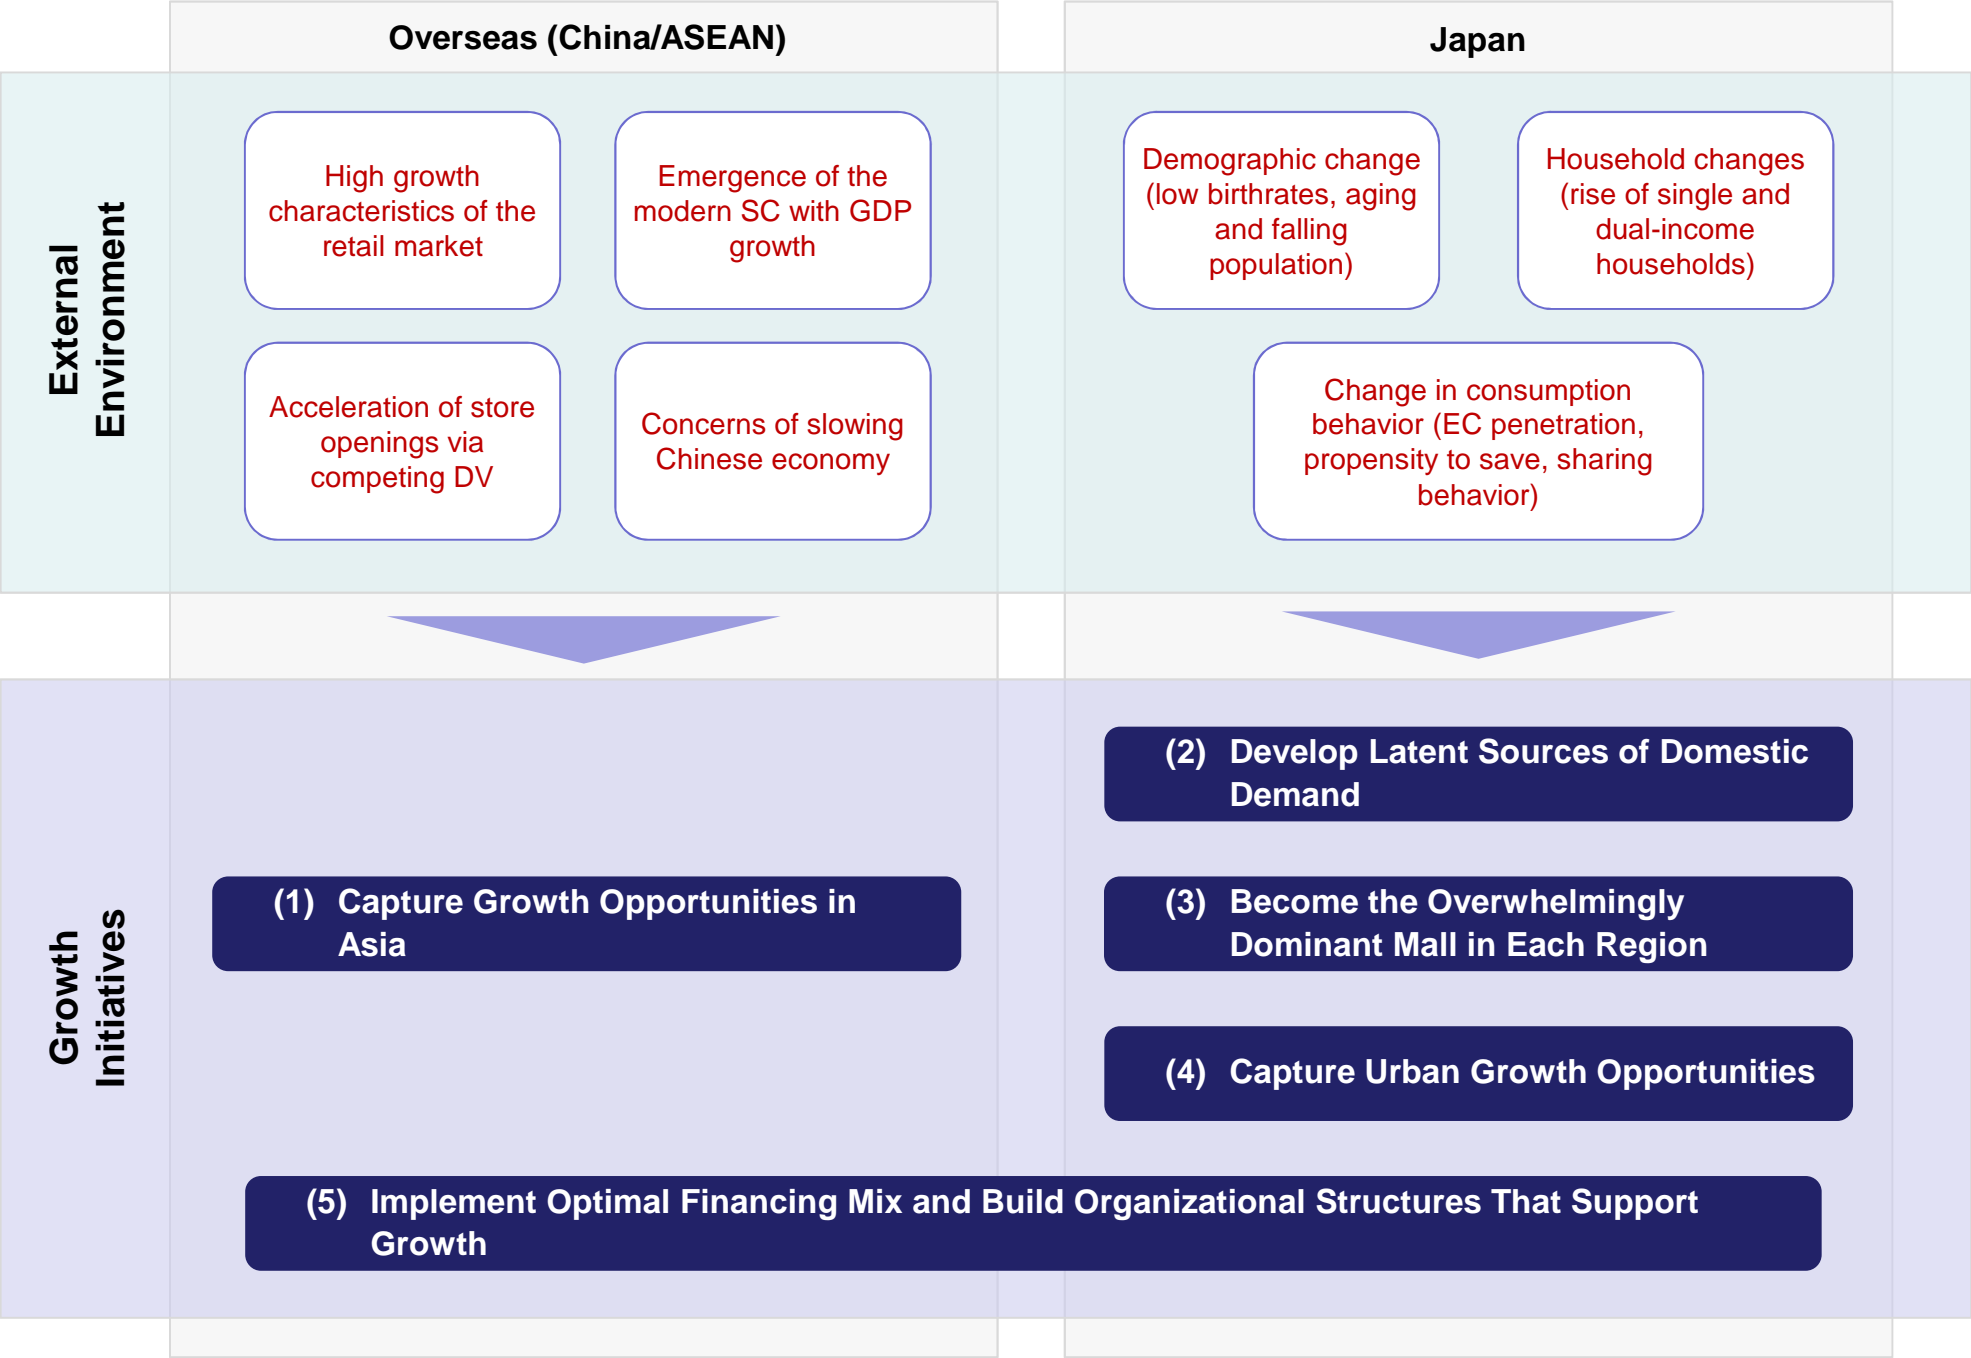 Overseas (China/ASEAN)
Japan
External
Environment
High growth
characteristics of the
retail market
Emergence of the
modern SC with GDP
growth
Acceleration of store
openings via
competing DV
Concerns of slowing
Chinese economy
Demographic change
(low birthrates, aging
and falling
population)
Household changes
(rise of single and
dual-income
households)
Change in consumption
behavior (EC penetration,
propensity to save, sharing
behavior)
Growth
Initiatives
(1) Capture Growth Opportunities in
Asia
(2) Develop Latent Sources of Domestic
Demand
(3) Become the Overwhelmingly
Dominant Mall in Each Region
(4) Capture Urban Growth Opportunities
(5) Implement Optimal Financing Mix and Build Organizational Structures That Support
Growth